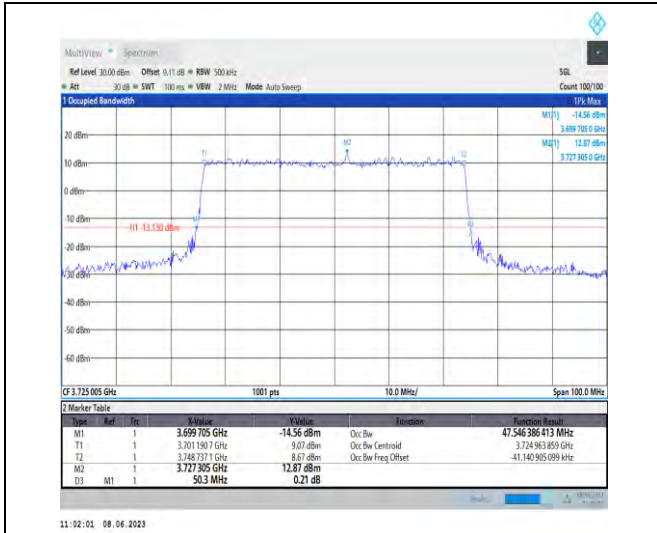 MultiView Spectrum
Ref Level 30.00 dBm Offset 9.11 dB RBW 500 kHz SGL
Att 30 dB SWT 100 ms VBW 2 MHz Mode Auto Sweep Count 100/100
1 Occupied Bandwidth 1Pk Max
M1[1] -14.56 dBm
3.699 705 0 GHz
M2[1] 12.87 dBm
3.727 305 0 GHz
20 dBm
M2
T1 T2
10 dBm
0 dBm
-10 dBm
H1 -13.130 dBm
-20 dBm
-30 dBm
-40 dBm
-50 dBm
-60 dBm
CF 3.725 005 GHz 1001 pts 10.0 MHz/ Span 100.0 MHz
2 Marker Table
Type Ref Trc X-Value Y-Value Function Function Result
M1 1 3.699 705 GHz -14.56 dBm Occ Bw 47.546 386 413 MHz
T1 1 3.701 190 7 GHz 9.07 dBm Occ Bw Centroid 3.724 963 859 GHz
T2 1 3.748 737 1 GHz 8.67 dBm Occ Bw Freq Offset -41.140 905 099 kHz
M2 1 3.727 305 GHz 12.87 dBm
D3 M1 1 50.3 MHz 0.21 dB
11:02:01 08.06.2023